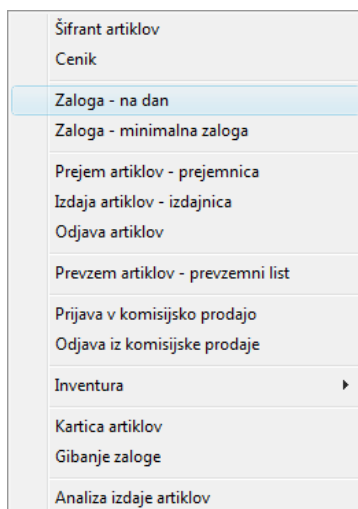 Šifrant artiklov
Cenik
Zaloga - na dan
Zaloga - minimalna zaloga
Prejem artiklov - prejemnica
Izdaja artiklov - izdajnica
Odjava artiklov
Prevzem artiklov - prevzemni list
Prijava v komisijsko prodajo
Odjava iz komisijske prodaje
Inventura
Kartica artiklov
Gibanje zaloge
Analiza izdaje artiklov